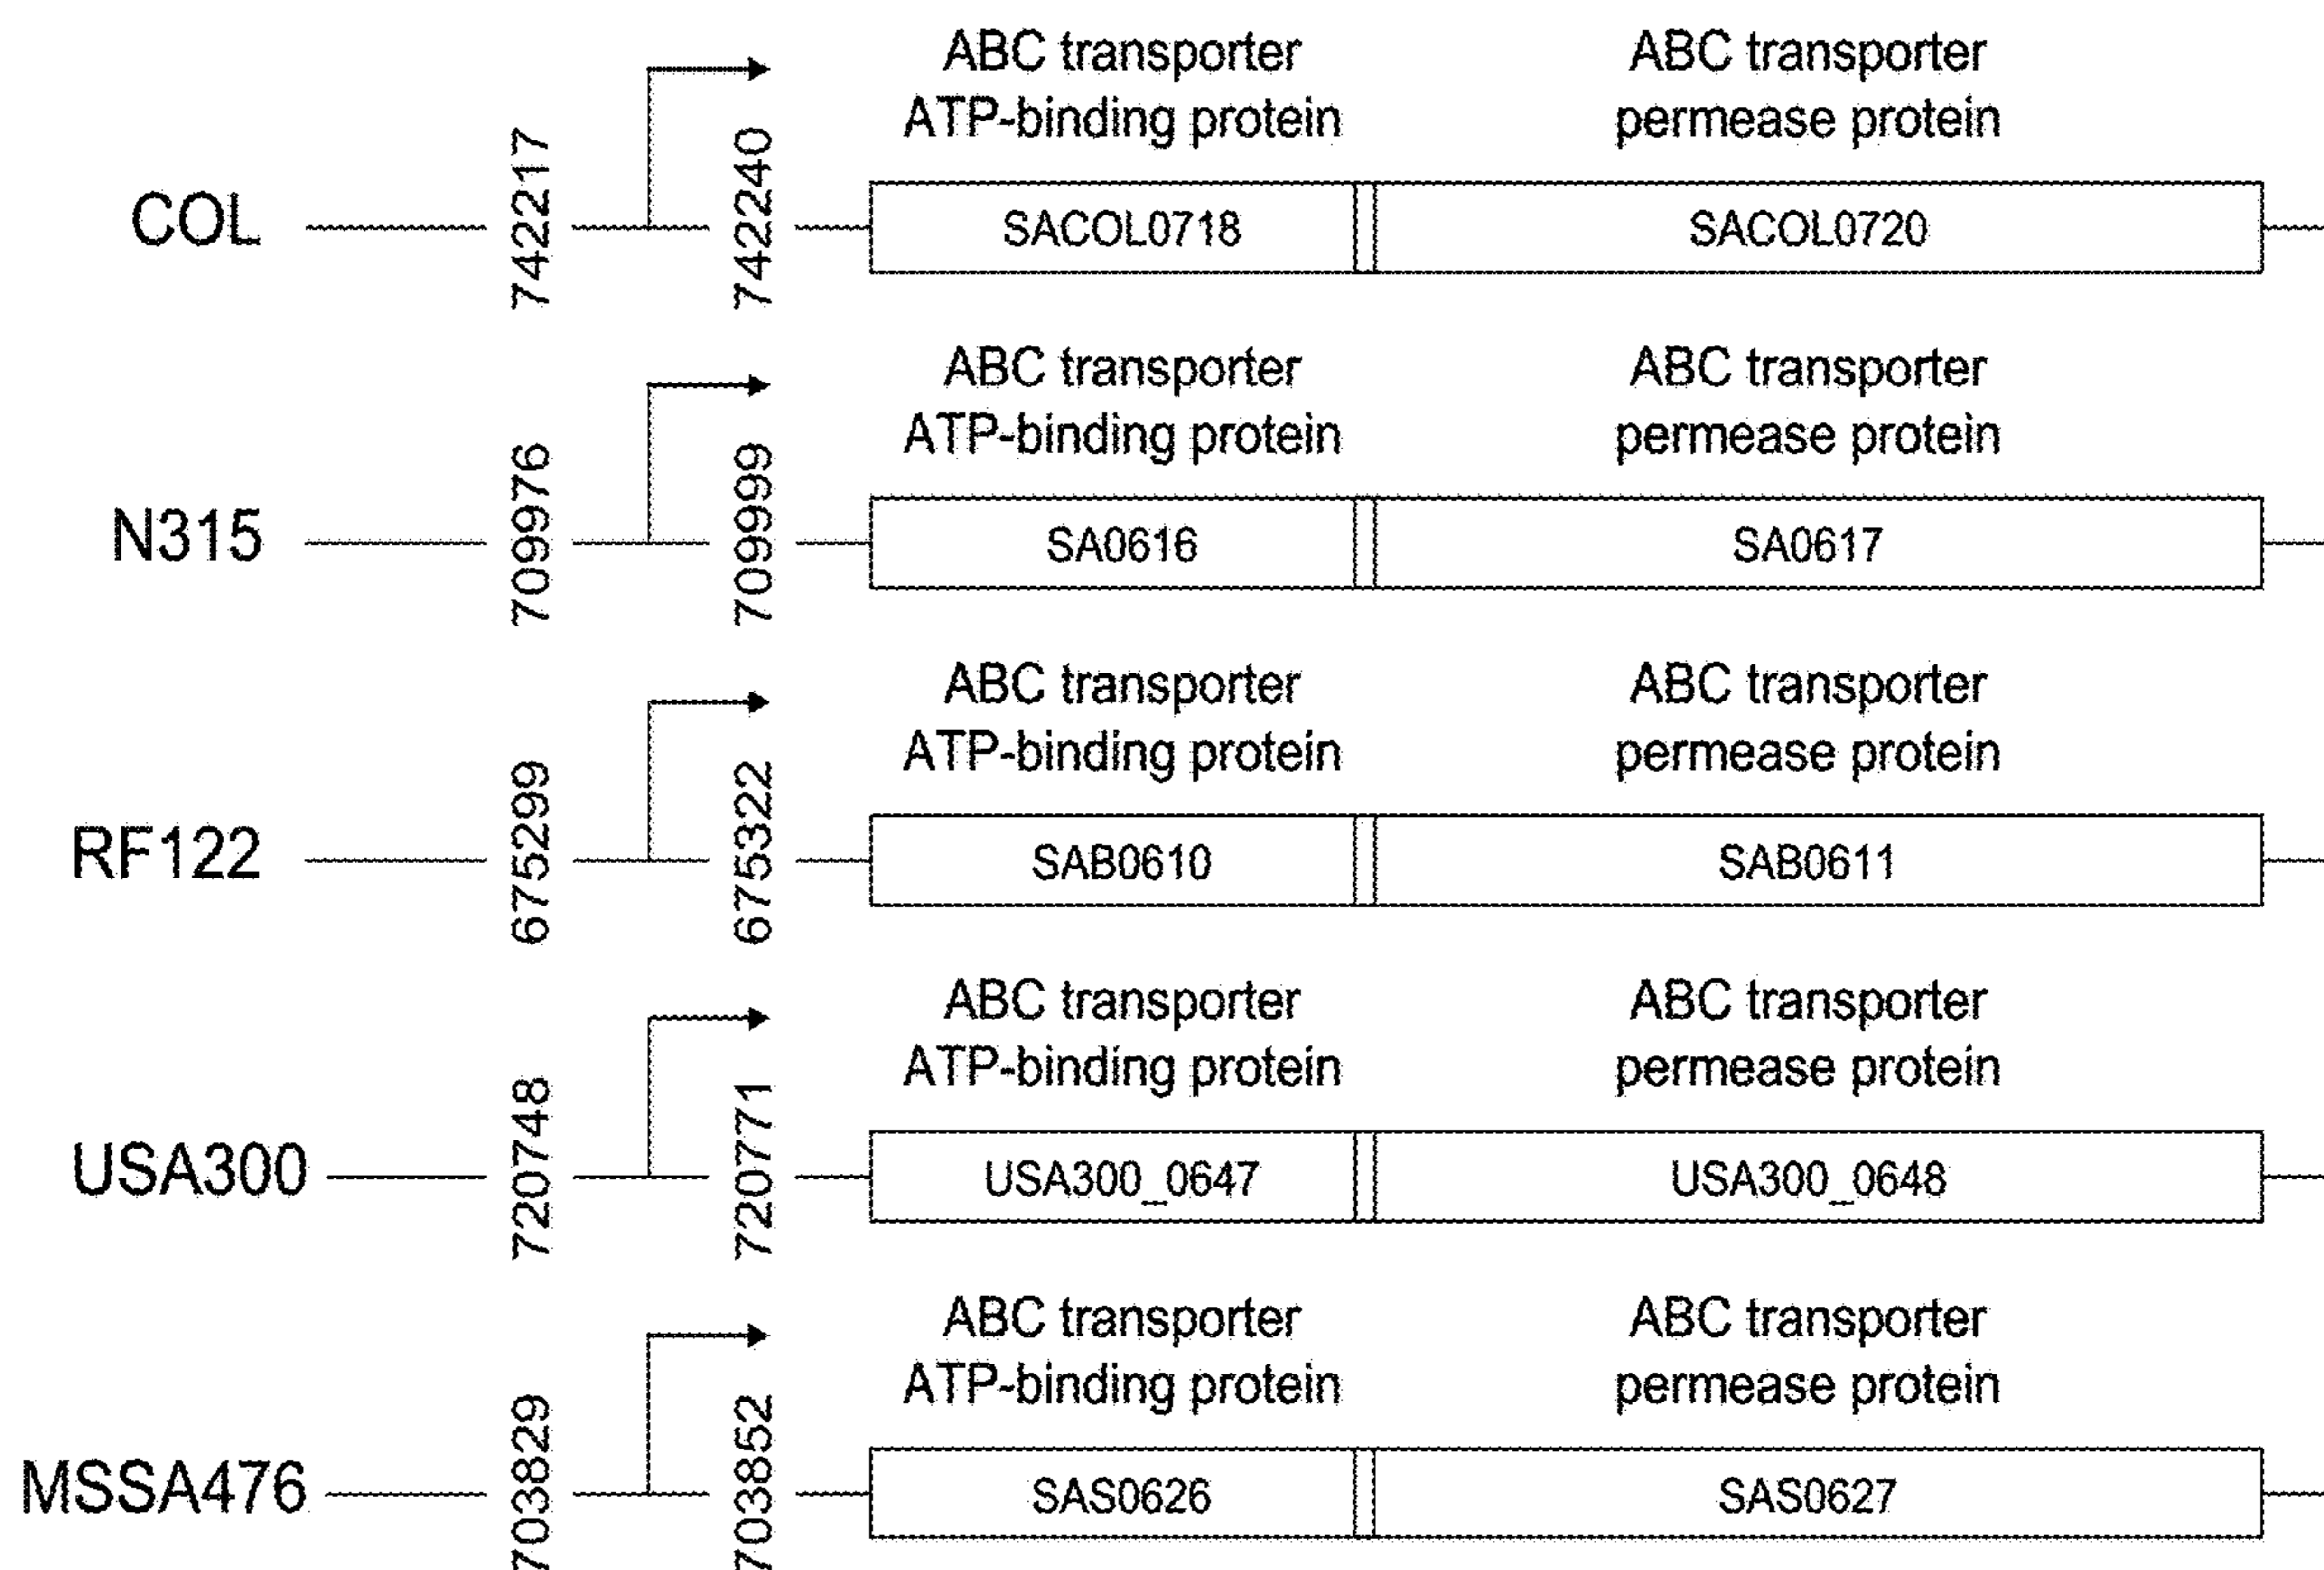 ABC transporter ABC transporter
ATP-binding protein permease protein
COL 742217 742240 SACOL0718 SACOL0720
ABC transporter ABC transporter
ATP-binding protein permease protein
N315 709976 709999 SA0616 SA0617
ABC transporter ABC transporter
ATP-binding protein permease protein
RF122 675299 675322 SAB0610 SAB0611
ABC transporter ABC transporter
ATP-binding protein permease protein
USA300 720748 720771 USA300_0647 USA300_0648
ABC transporter ABC transporter
ATP-binding protein permease protein
MSSA476 703829 703852 SAS0626 SAS0627